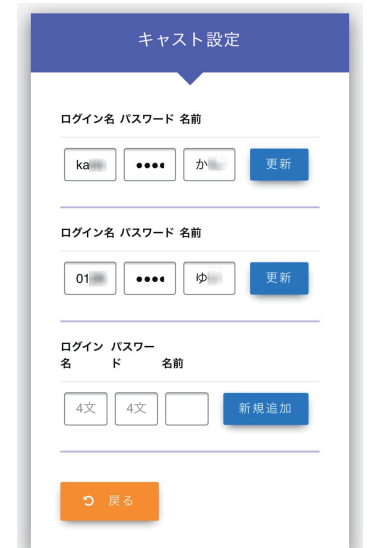 キャスト設定
ログイン名 パスワード 名前
ka ●●●● か 更新
ログイン名 パスワード 名前
01 ●●●● ゆ 更新
ログイン パスワー
名 ド 名前
4文 4文 新規追加
戻る